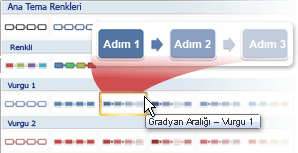 Ana Tema Renkleri
Renkli
Adım 1 Adım 2 Adım 3
Vurgu 1
Gradyan Aralığı – Vurgu 1
Vurgu 2